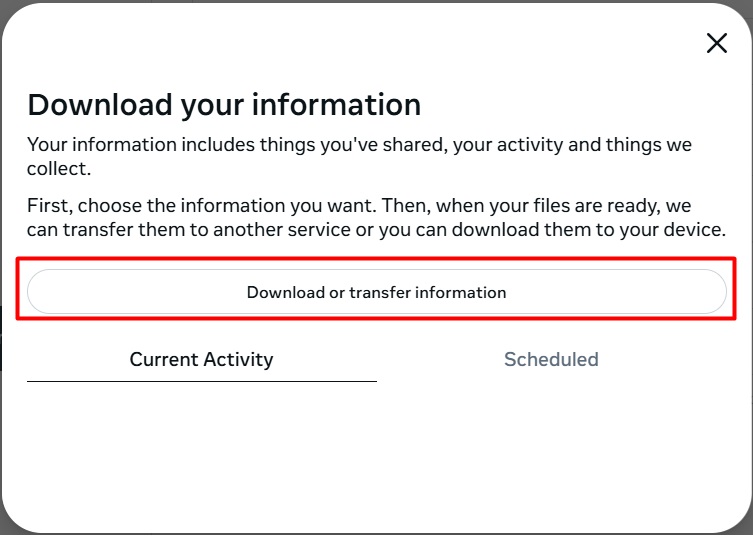 Download your information
Your information includes things you've shared, your activity and things we
collect.
First, choose the information you want. Then, when your files are ready, we
can transfer them to another service or you can download them to your device.
Download or transfer information
Current Activity
Scheduled